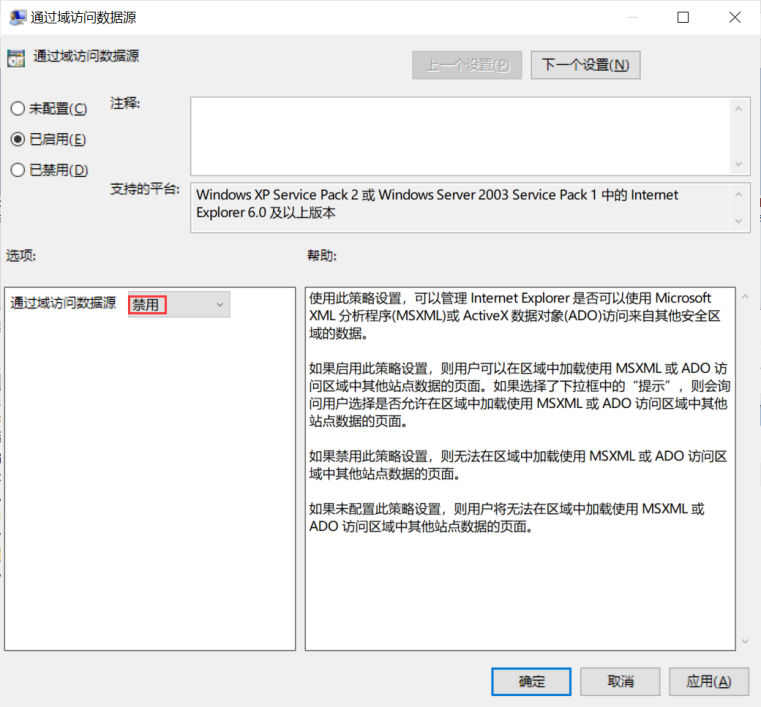 通过域访问数据源
通过域访问数据源
上一个设置(P)
下一个设置(N)
未配置(C)
注释:
已启用(E)
已禁用(D)
支持的平台:
Windows XP Service Pack 2 或 Windows Server 2003 Service Pack 1 中的 Internet
Explorer 6.0 及以上版本
选项:
帮助:
通过域访问数据源
禁用
使用此策略设置，可以管理 Internet Explorer 是否可以使用 Microsoft
XML 分析程序(MSXML)或 ActiveX 数据对象(ADO)访问来自其他安全区
域的数据。
如果启用此策略设置，则用户可以在区域中加载使用 MSXML 或 ADO 访
问区域中其他站点数据的页面。如果选择了下拉框中的“提示”，则会询
问用户选择是否允许在区域中加载使用 MSXML 或 ADO 访问区域中其他
站点数据的页面。
如果禁用此策略设置，则无法在区域中加载使用 MSXML 或 ADO 访问区
域中其他站点数据的页面。
如果未配置此策略设置，则用户将无法在区域中加载使用 MSXML 或
ADO 访问区域中其他站点数据的页面。
确定
取消
应用(A)